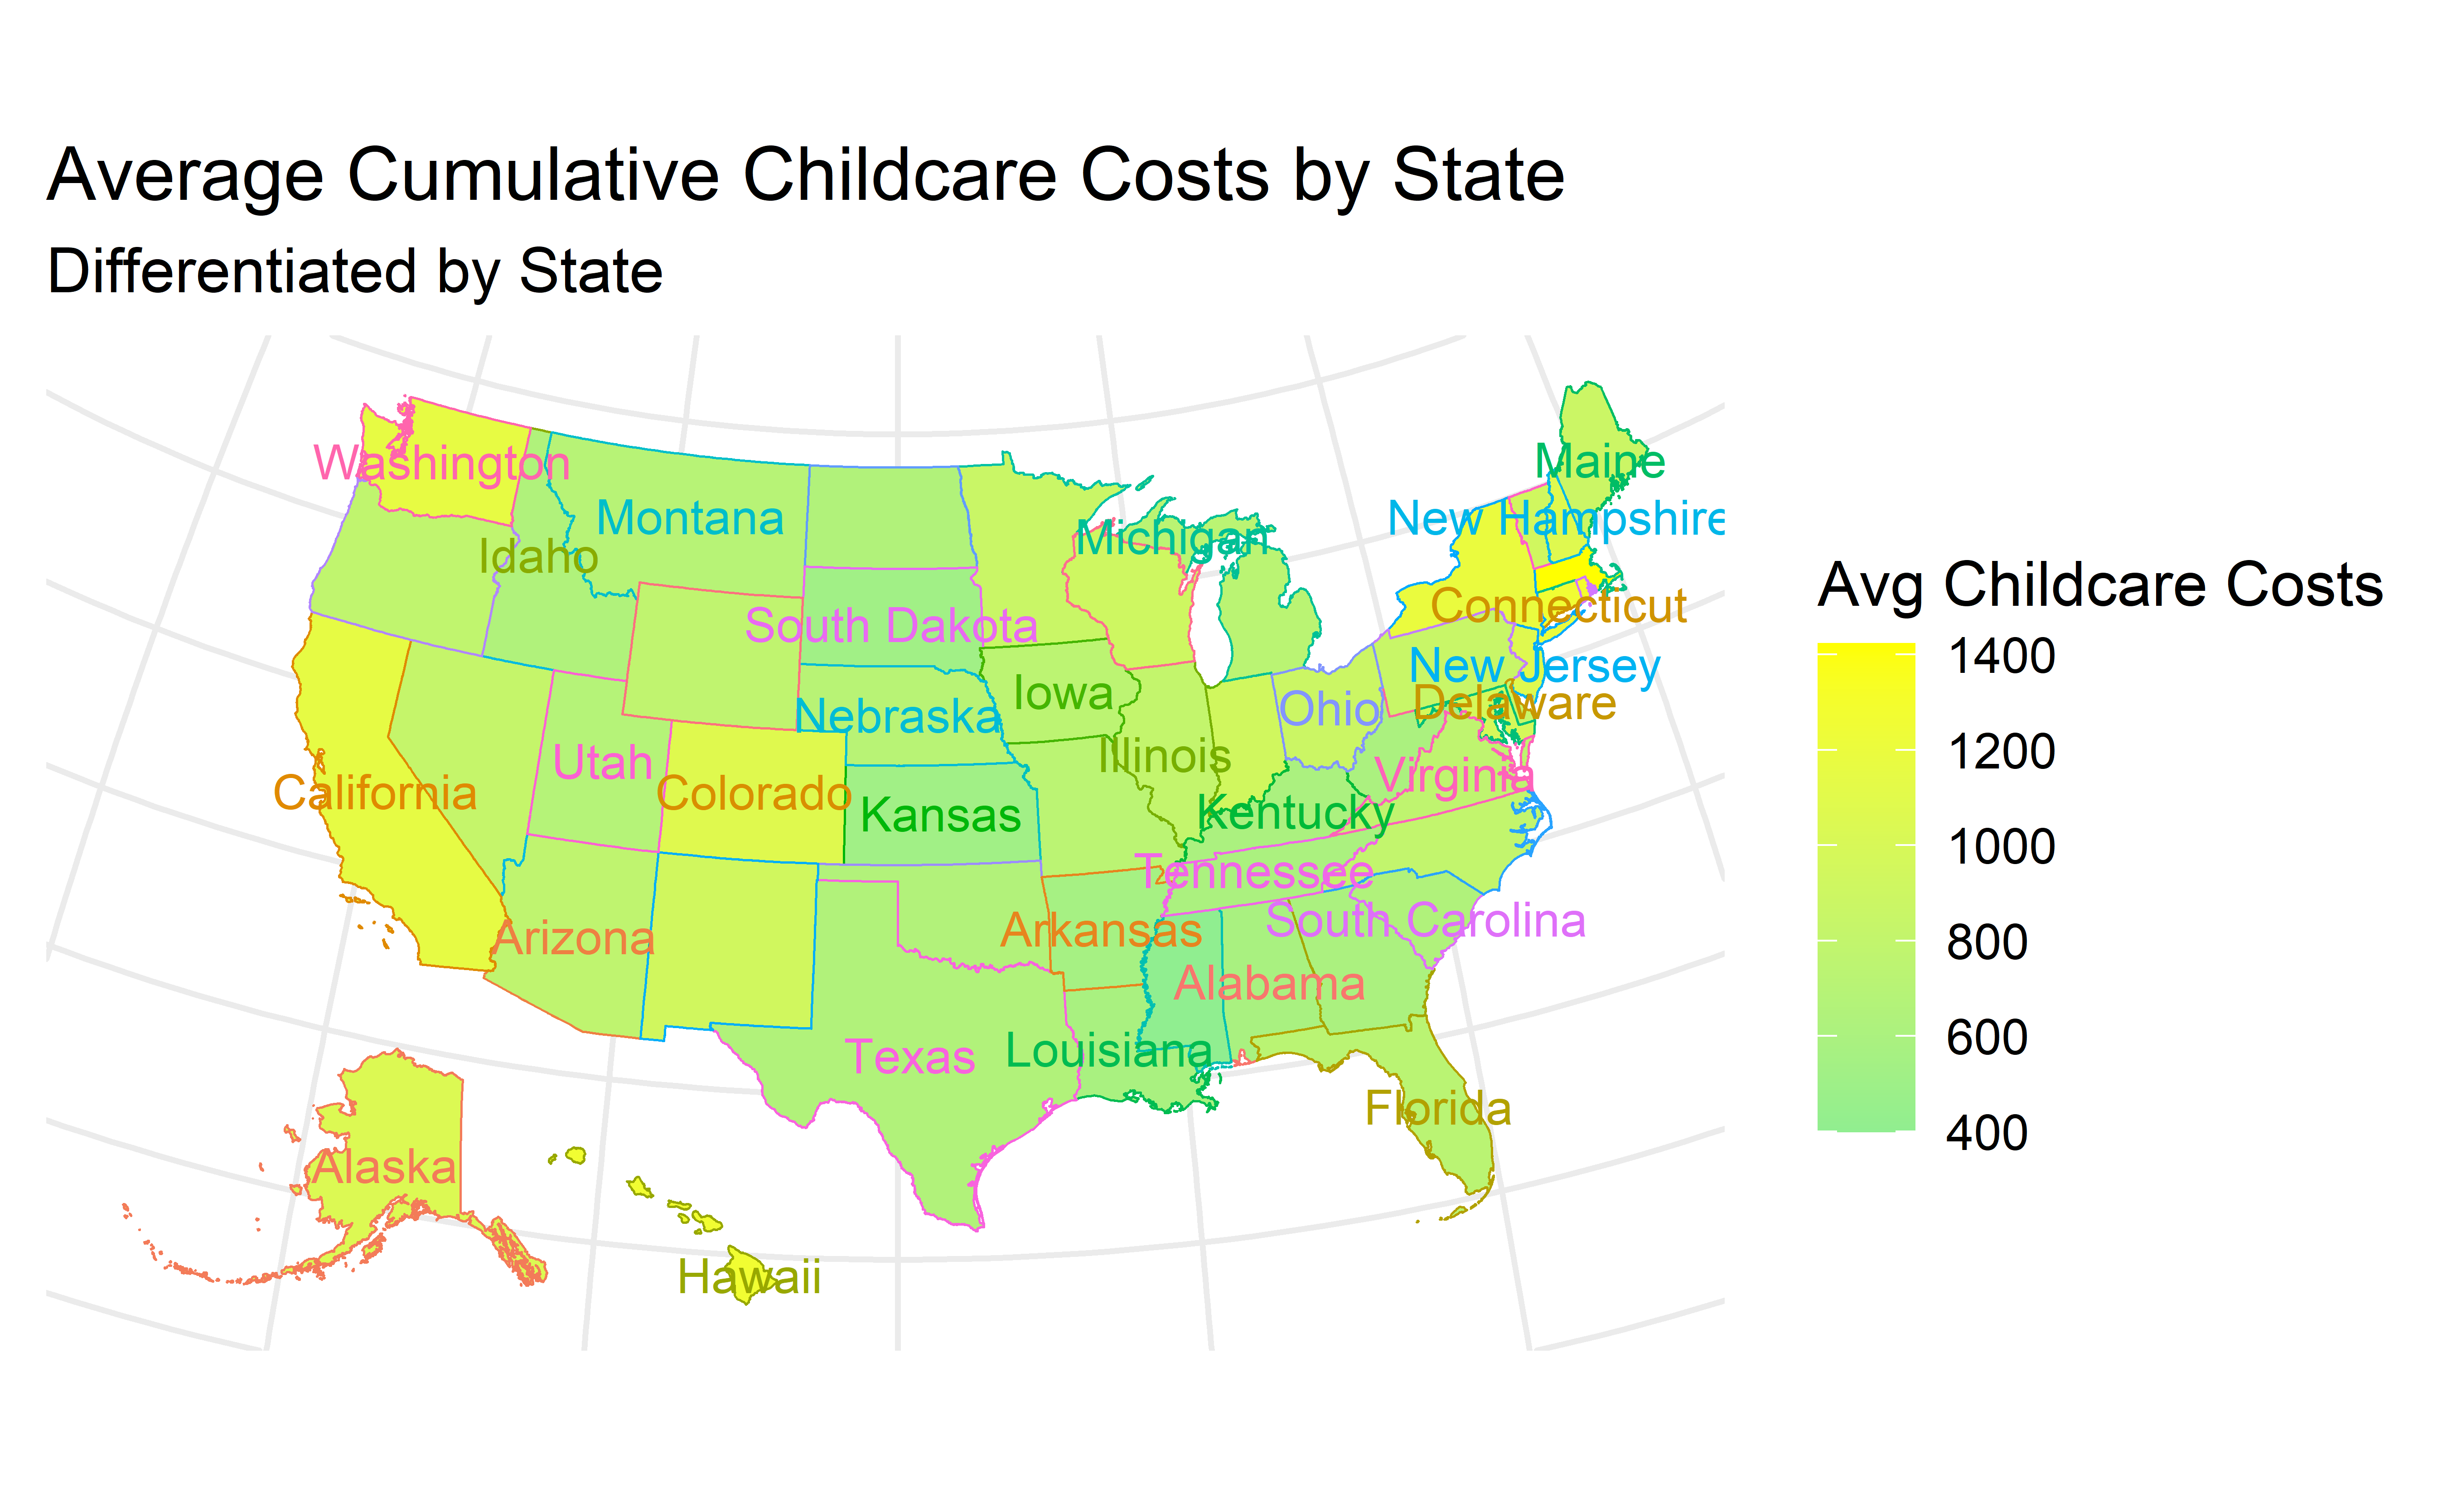 Average Cumulative Childcare Costs by State
Differentiated by State
Maine
Washington
Montana
New Hampshire
Michigan
Idaho
Connecticut
South Dakota
New Jersey
Iowa
Delaware
Ohio
Nebraska
Illinois
Utah
Virginia
California
Colorado
Kansas
Kentucky
Tennessee
South Carolina
Arkansas
Arizona
Alabama
Louisiana
Texas
Florida
Alaska
Hawaii
Avg Childcare Costs
1400
1200
1000
800
600
400